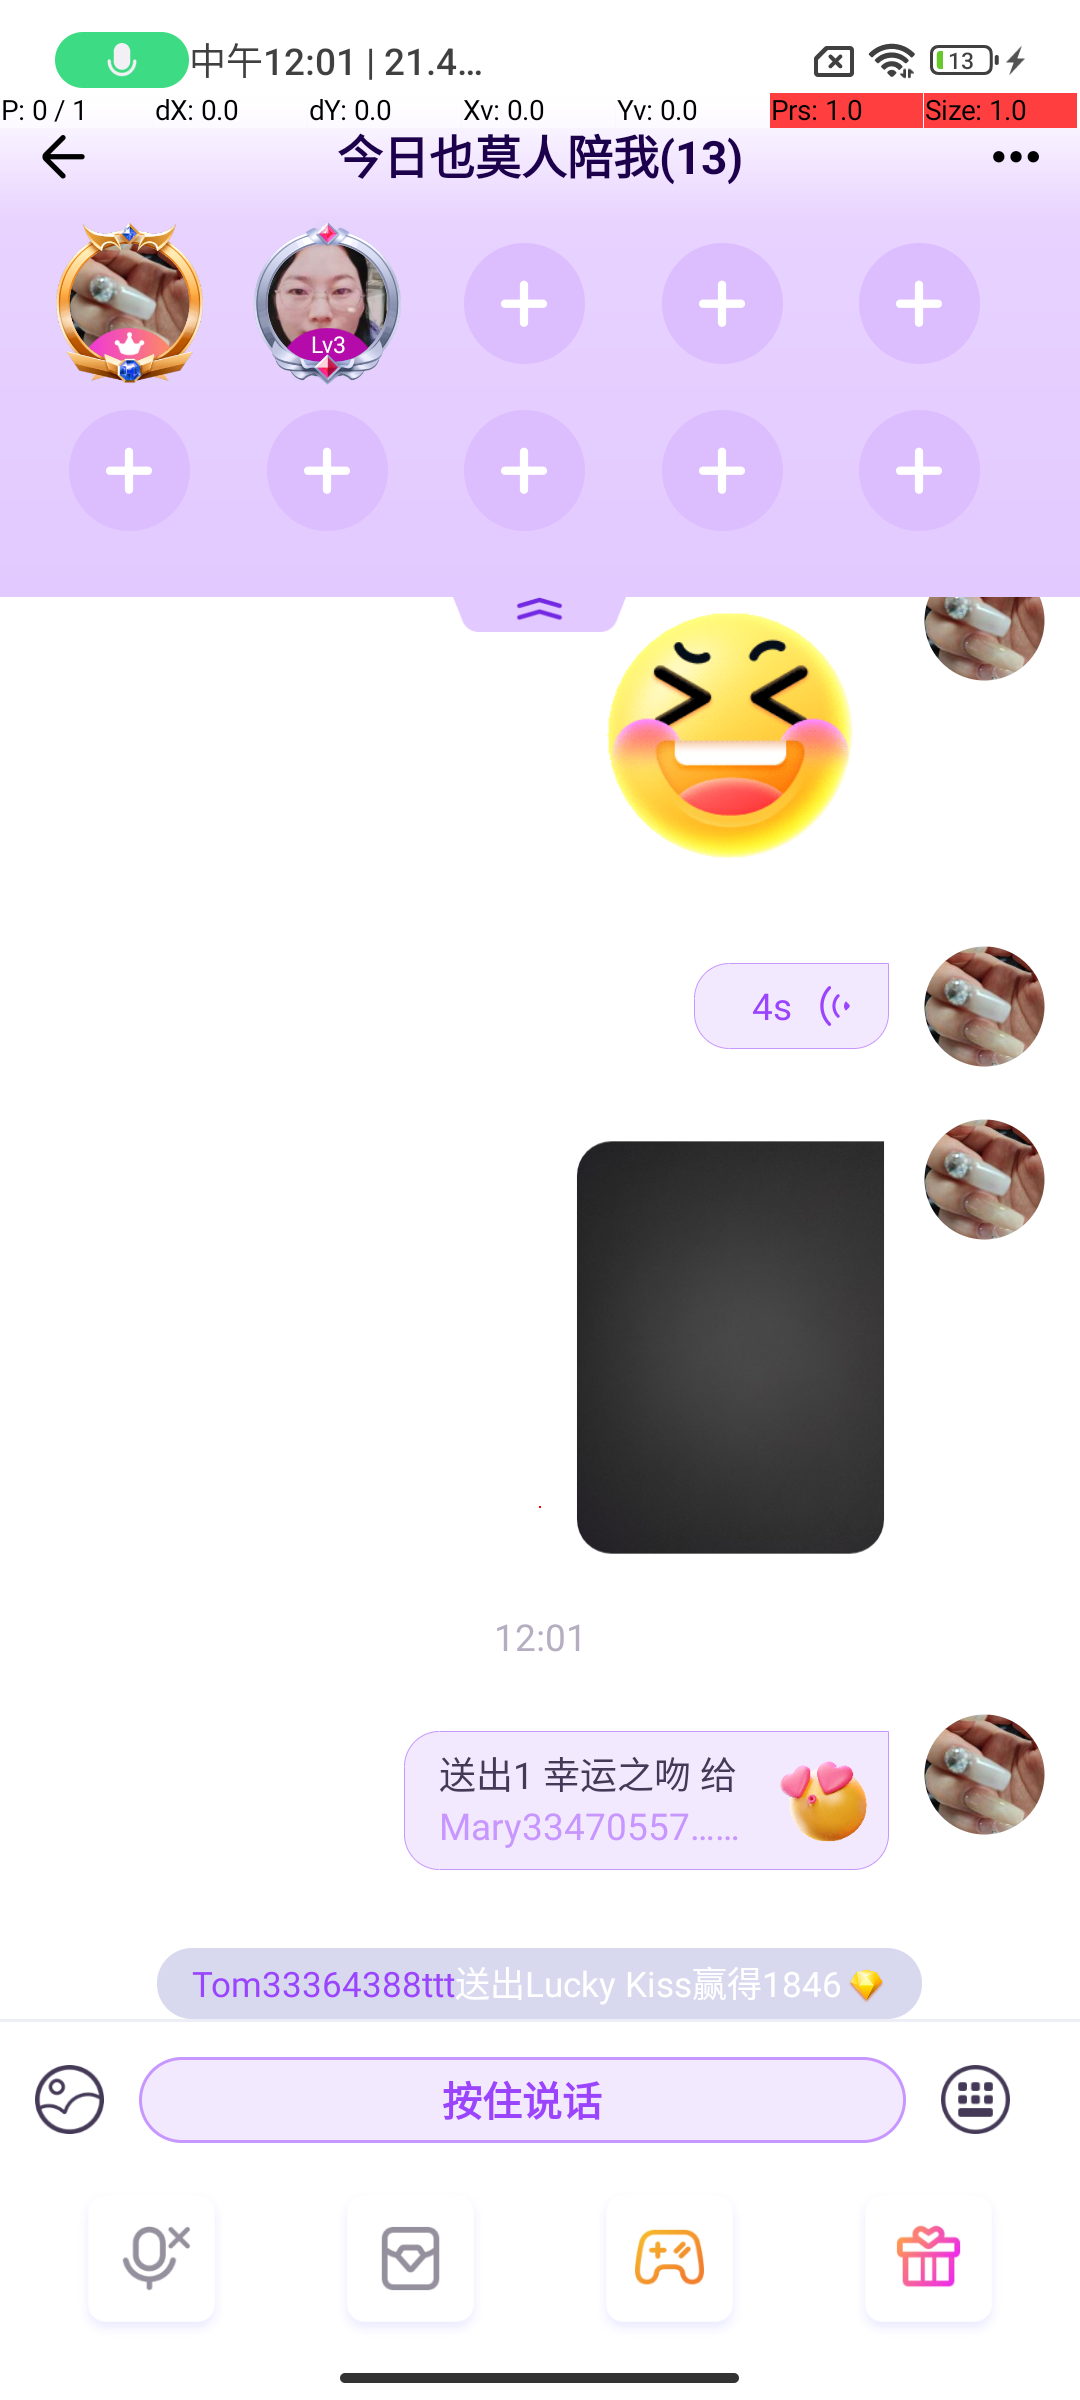 中午12:01 | 21.4...
13
P: 0 / 1
dX: 0.0
dY: 0.0
Xv: 0.0
Yv: 0.0
Prs: 1.0
Size: 1.0
今日也莫人陪我(13)
Lv3
4s
12:01
送出1 幸运之吻 给
Mary33470557......
Tom33364388ttt送出Lucky Kiss赢得1846
按住说话